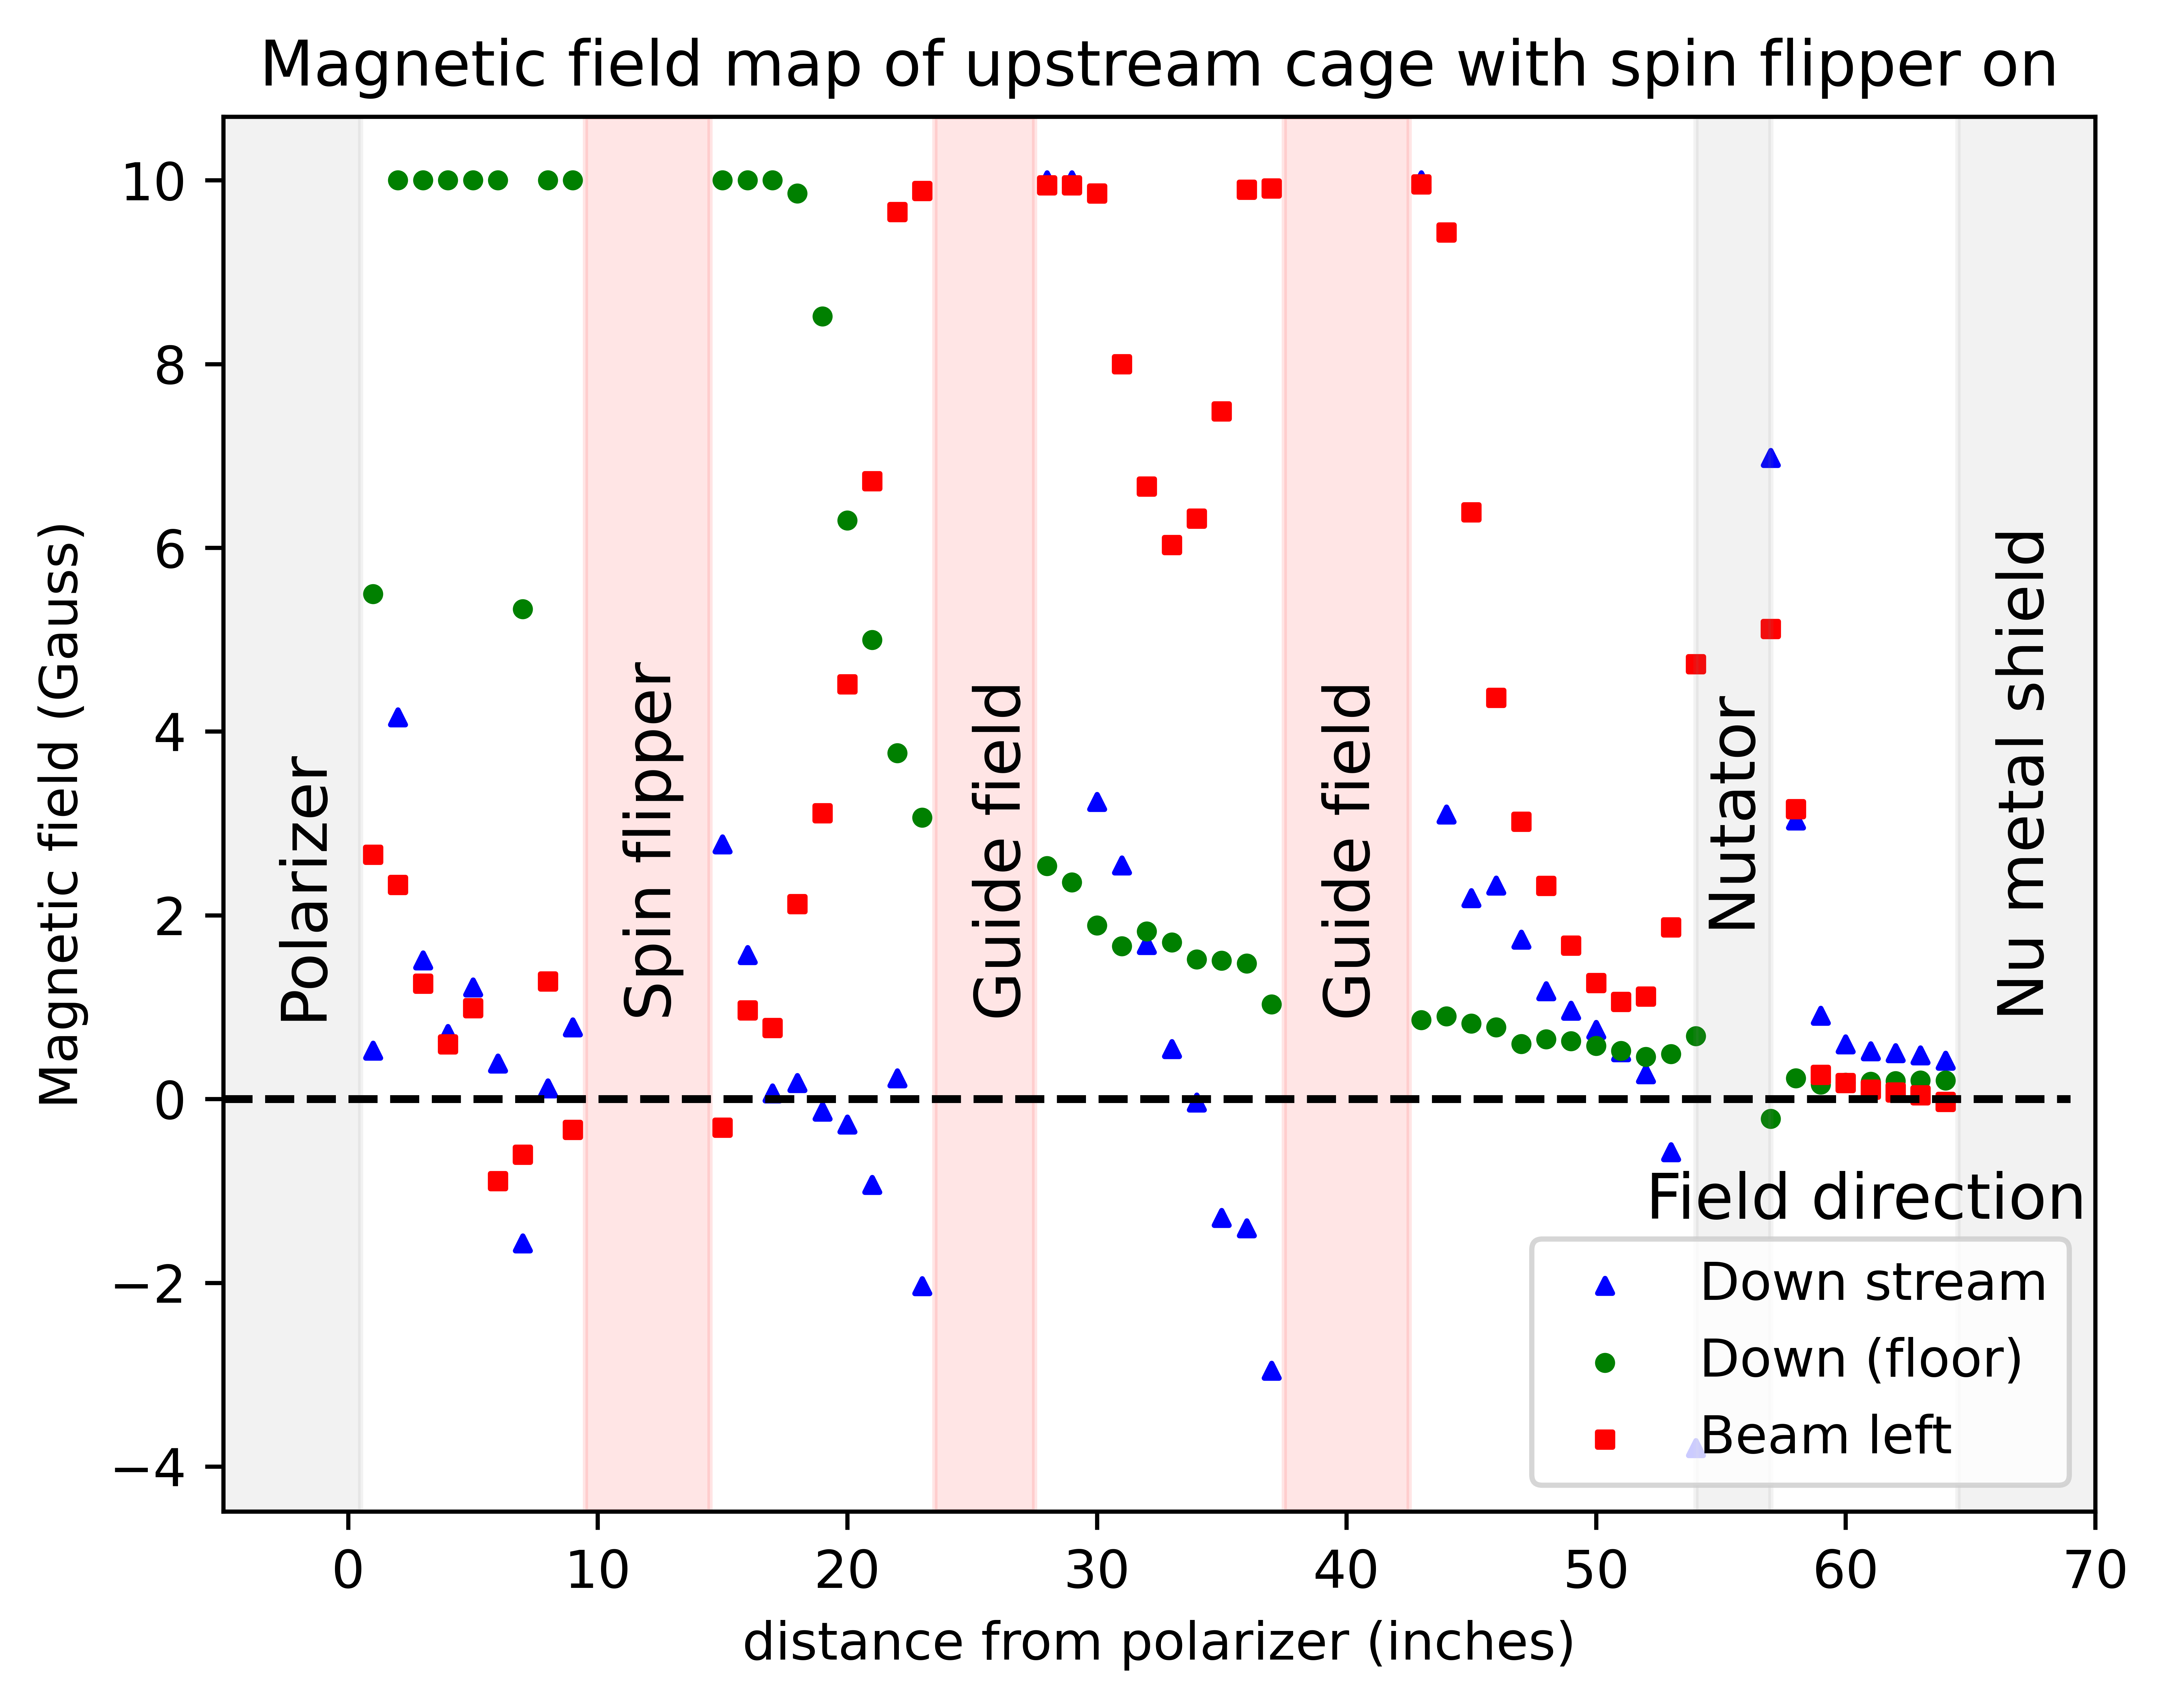 Magnetic field map of upstream cage with spin flipper on
Magnetic field (Gauss)
10
8
6
4
2
0
−2
−4
Polarizer
Spin flipper
Guide field
Guide field
Nutator
Nu metal shield
Field direction
Down stream
Down (floor)
Beam left
0 10 20 30 40 50 60 70
distance from polarizer (inches)